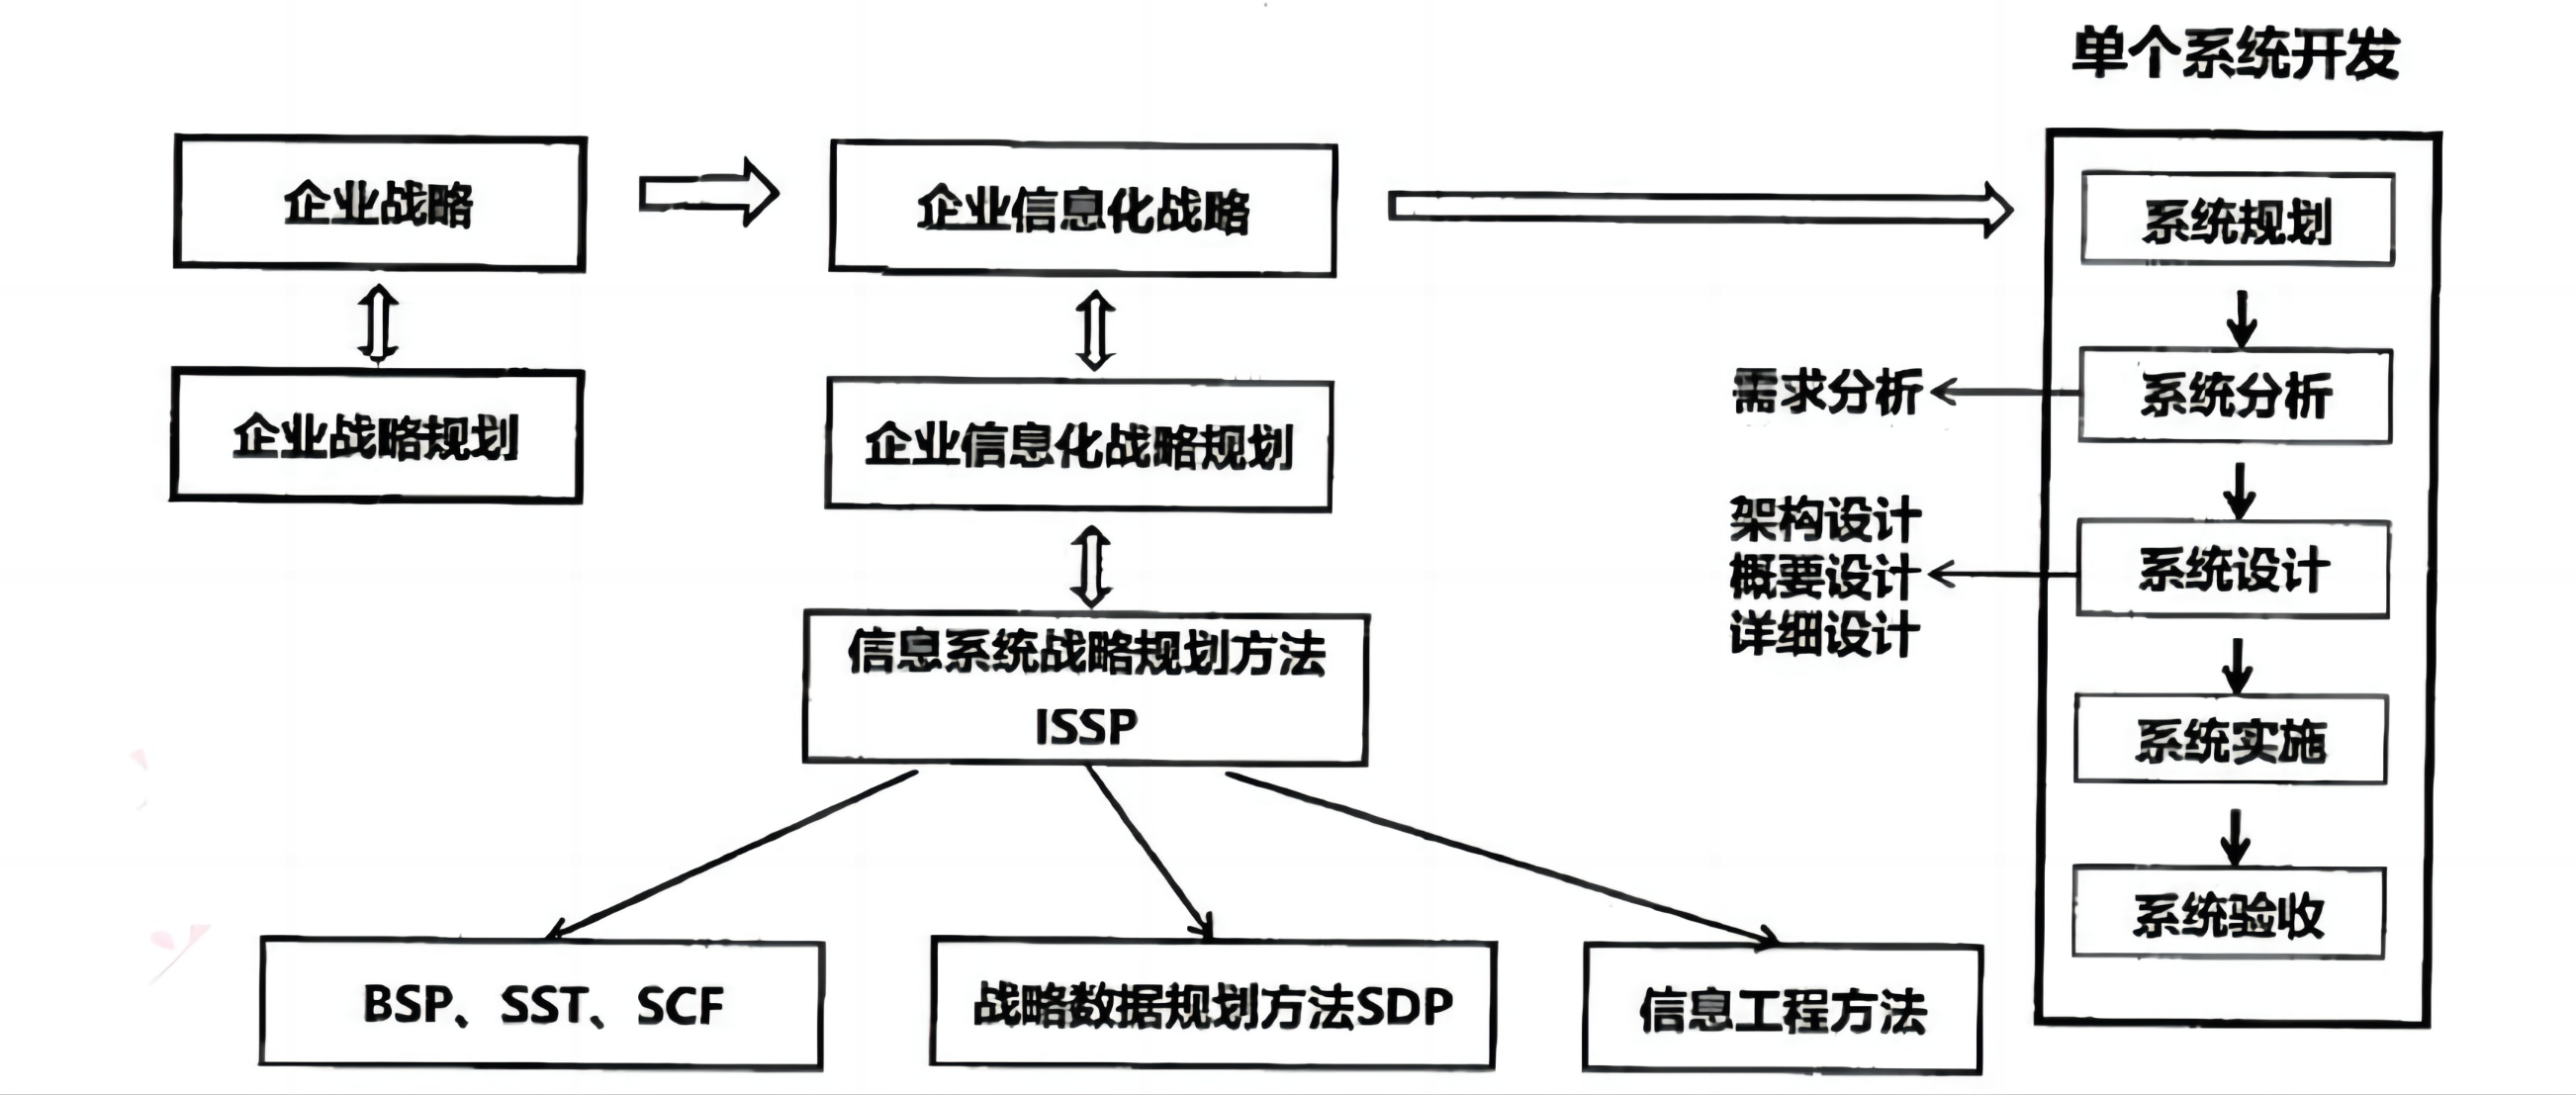 单个系统开发
企业战略
企业信息化战略
系统规划
企业战略规划
企业信息化战略规划
需求分析
系统分析
架构设计
概要设计
详细设计
系统设计
信息系统战略规划方法
ISSP
系统实施
系统验收
BSP、SST、SCF
战略数据规划方法SDP
信息工程方法